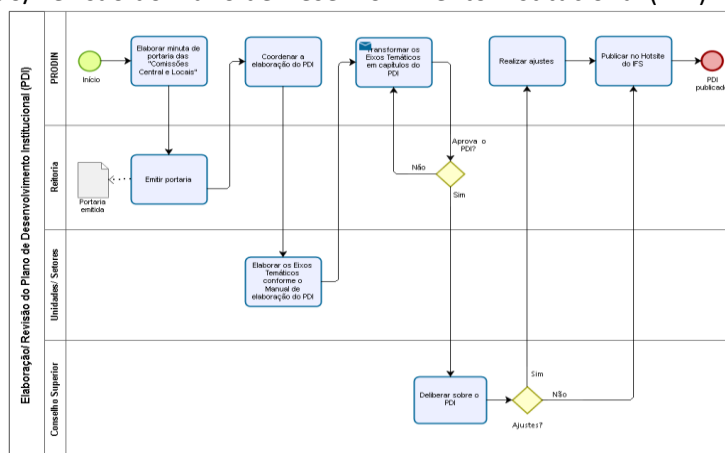 Elaboração/ Revisão do Plano de Desenvolvimento Institucional (PDI)
PRODIN
Início
Elaborar minuta de
portaria das
"Comissões
Central e Locais"
Coordenar a
elaboração do PDI
Transformar os
Eixos Temáticos
em capítulos do
PDI
Realizar ajustes
Publicar no Hotsite
do IFS
PDI
publicado
Reitoria
Portaria
emitida
Emitir portaria
Aprova o
PDI?
Não
Sim
Unidades/ Setores
Elaborar os Eixos
Temáticos
conforme o
Manual de
elaboração do PDI
Conselho Superior
Deliberar sobre o
PDI
Sim
Não
Ajustes?